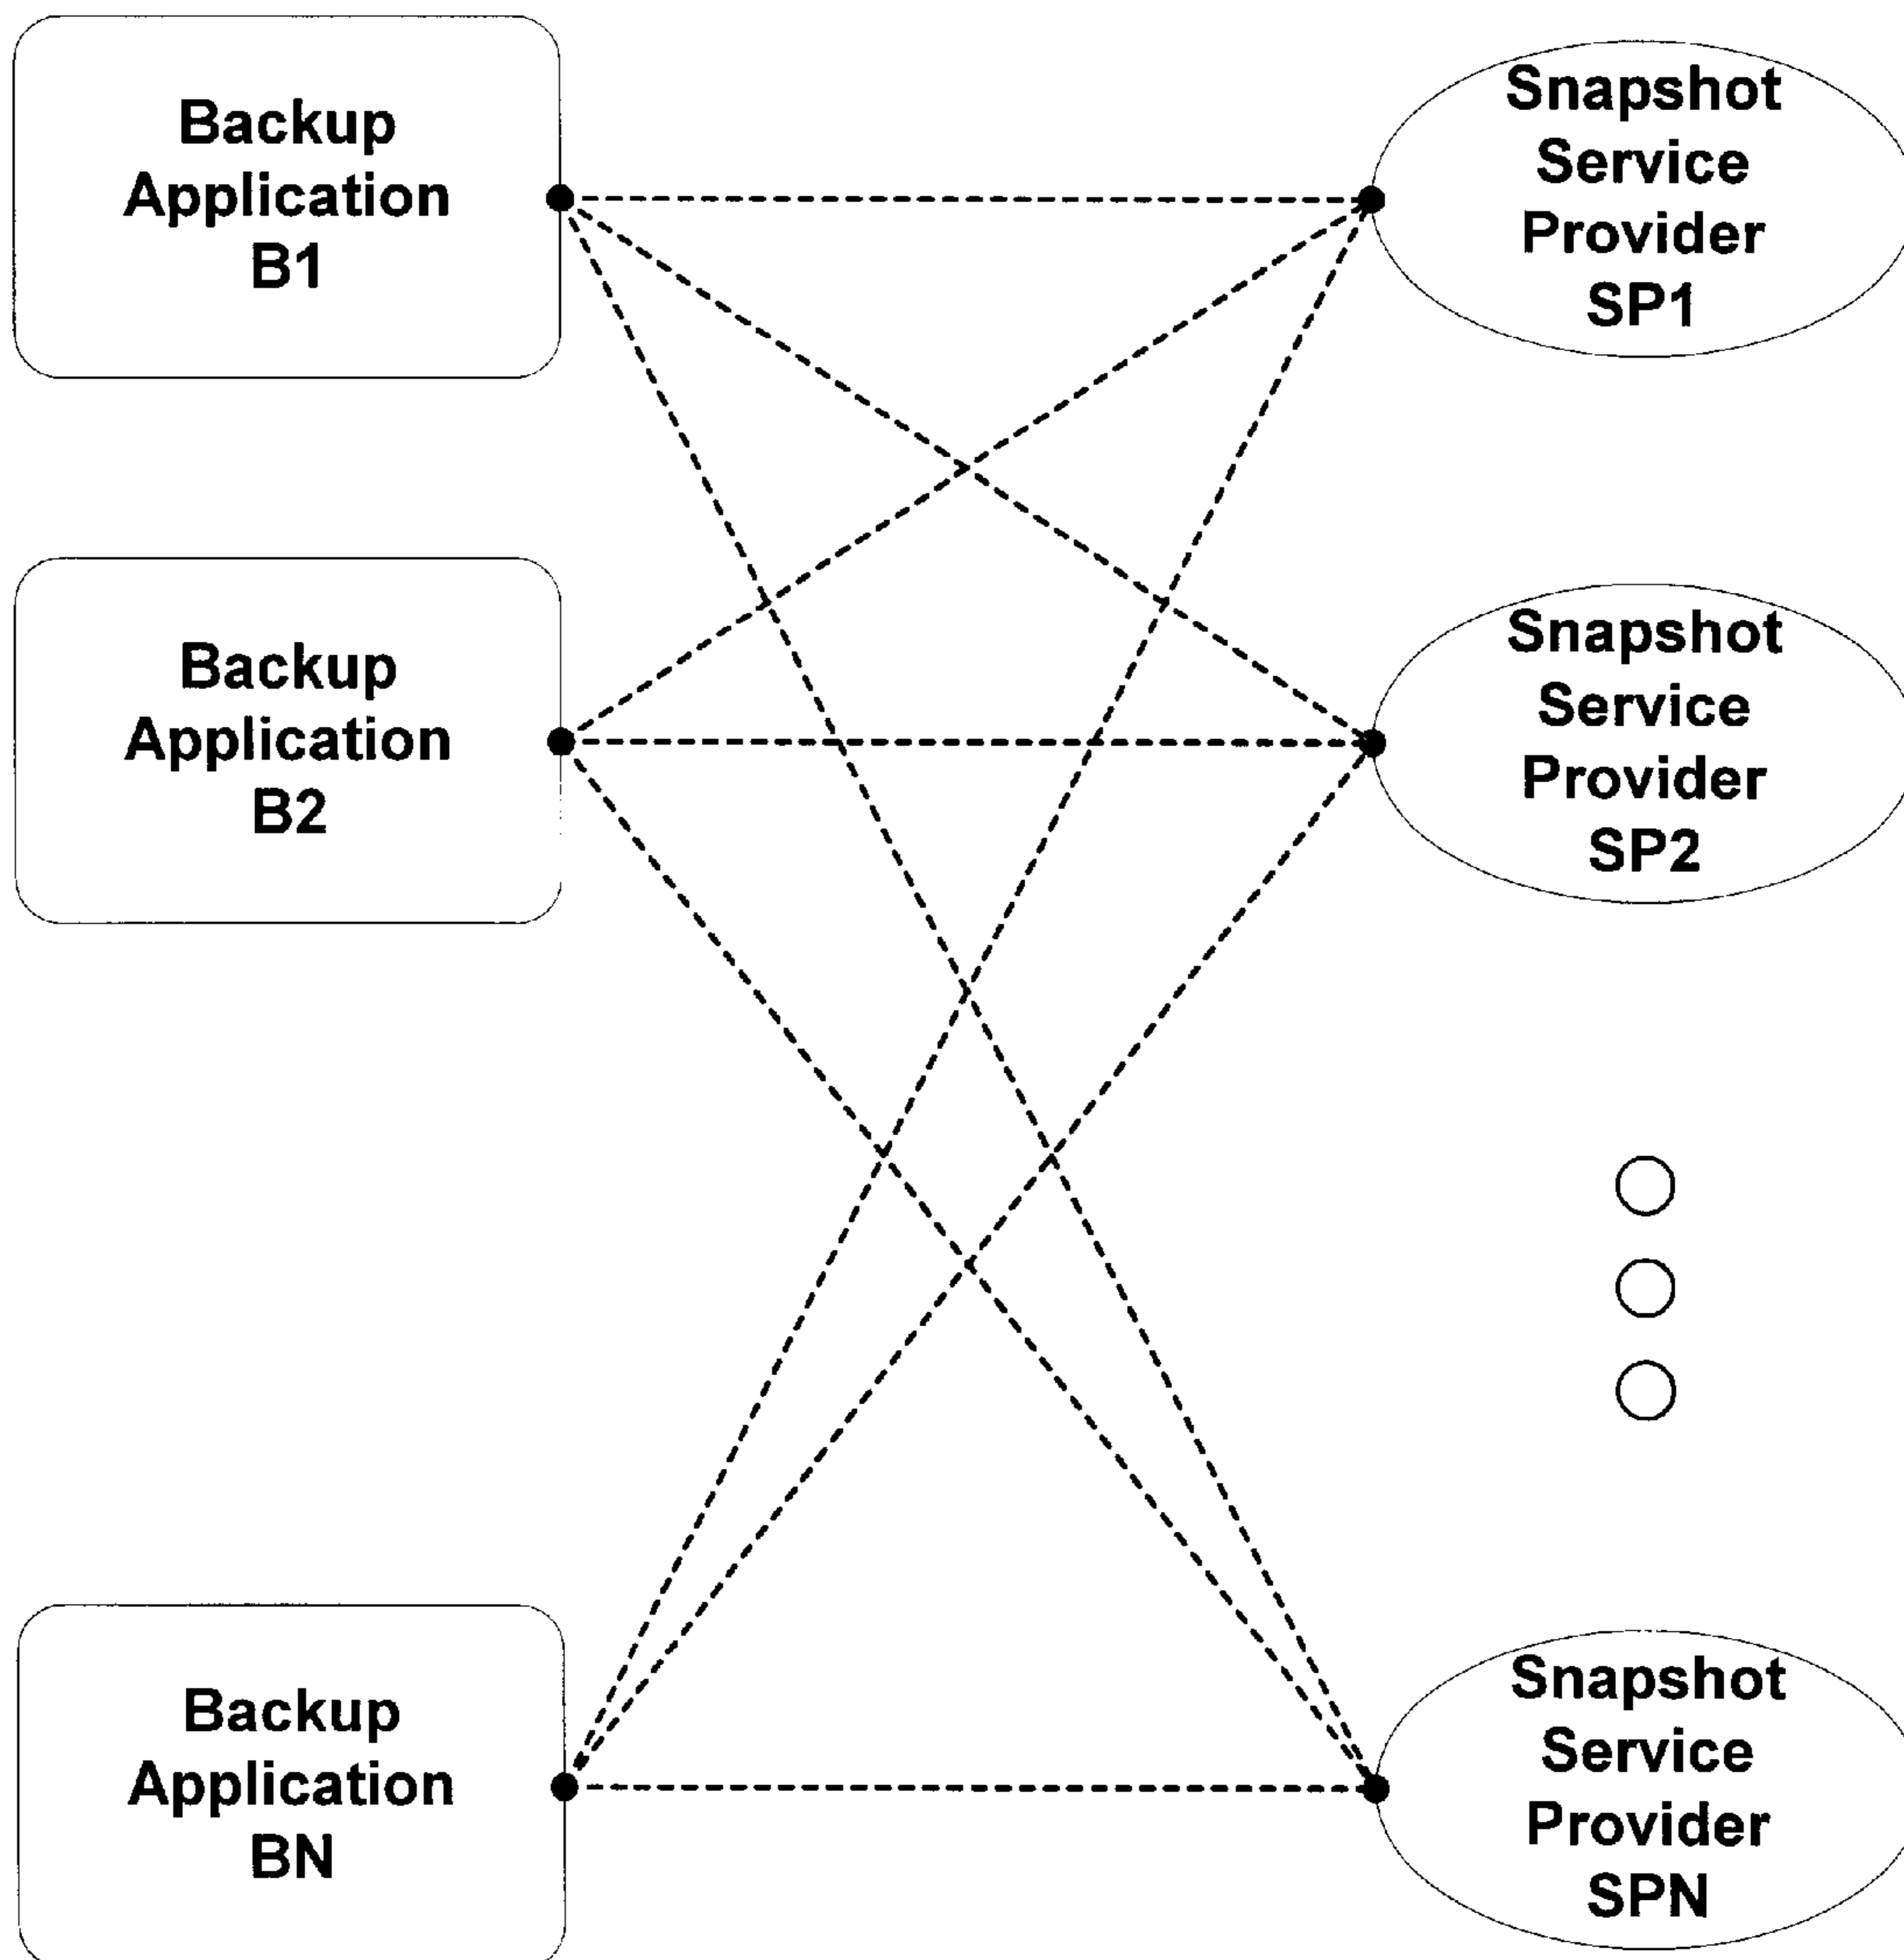 Backup
Application
B1
Snapshot
Service
Provider
SP1
Backup
Application
B2
Snapshot
Service
Provider
SP2
Backup
Application
BN
Snapshot
Service
Provider
SPN